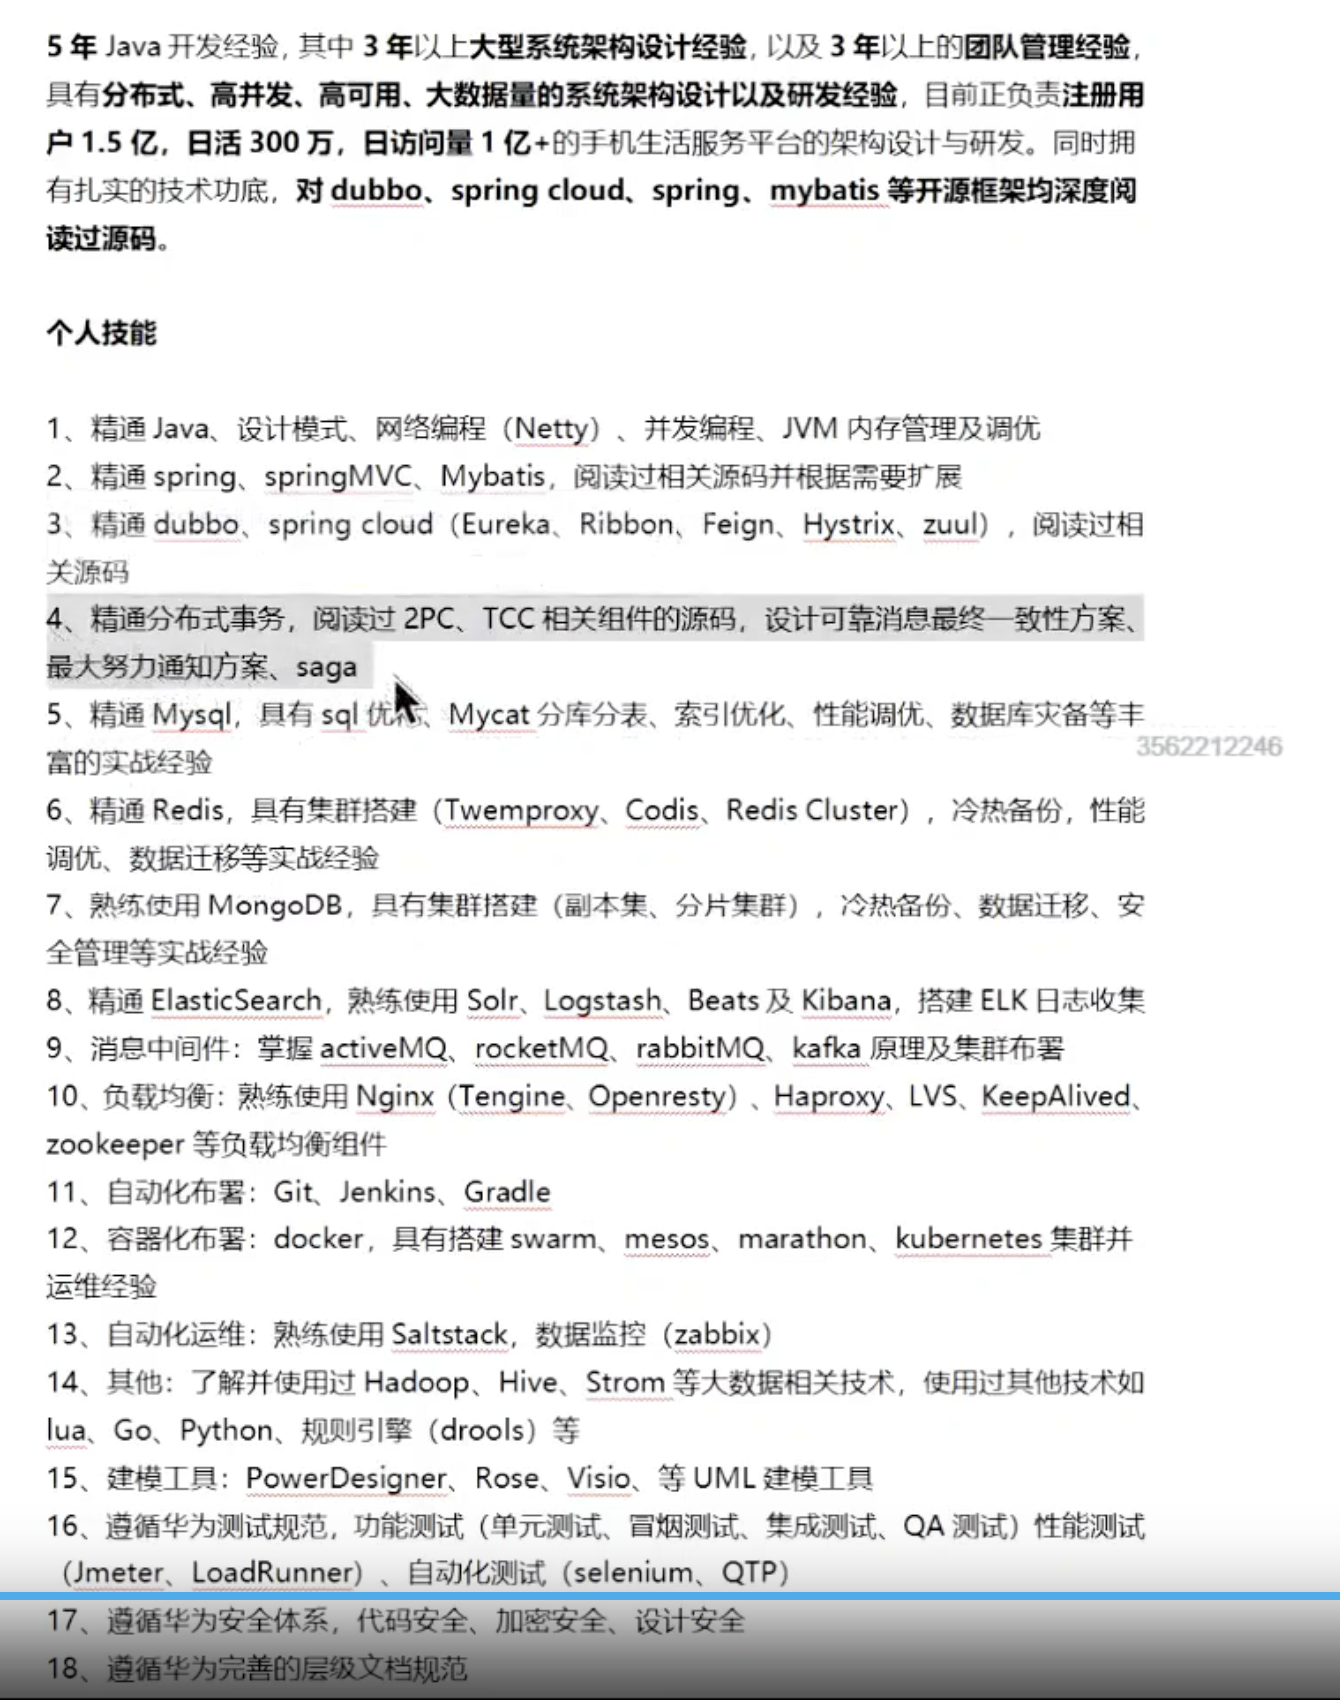 5 年 Java 开发经验，其中 3 年以上大型系统架构设计经验，以及 3 年以上的团队管理经验，
具有分布式、高并发、高可用、大数据量的系统架构设计以及研发经验，目前正负责注册用
户 1.5 亿，日活 300 万，日访问量 1 亿+的手机生活服务平台的架构设计与研发。同时拥
有扎实的技术功底，对 dubbo、spring cloud、spring、mybatis 等开源框架均深度阅
读过源码。
个人技能
1、精通 Java、设计模式、网络编程（Netty）、并发编程、JVM 内存管理及调优
2、精通 spring、springMVC、Mybatis，阅读过相关源码并根据需要扩展
3、精通 dubbo、spring cloud（Eureka、Ribbon、Feign、Hystrix、zuul），阅读过相
关源码
4、精通分布式事务，阅读过 2PC、TCC 相关组件的源码，设计可靠消息最终一致性方案、
最大努力通知方案、saga
5、精通 Mysql，具有 sql 优化、Mycat 分库分表、索引优化、性能调优、数据库灾备等丰
富的实战经验
3562212246
6、精通 Redis，具有集群搭建（Twemproxy、Codis、Redis Cluster），冷热备份，性能
调优、数据迁移等实战经验
7、熟练使用 MongoDB，具有集群搭建（副本集、分片集群），冷热备份、数据迁移、安
全管理等实战经验
8、精通 ElasticSearch，熟练使用 Solr、Logstash、Beats 及 Kibana，搭建 ELK 日志收集
9、消息中间件：掌握 activeMQ、rocketMQ、rabbitMQ、kafka 原理及集群布署
10、负载均衡：熟练使用 Nginx（Tengine、Openresty）、Haproxy、LVS、KeepAlived、
zookeeper 等负载均衡组件
11、自动化布署：Git、Jenkins、Gradle
12、容器化布署：docker，具有搭建 swarm、mesos、marathon、kubernetes 集群并
运维经验
13、自动化运维：熟练使用 Saltstack，数据监控（zabbix）
14、其他：了解并使用过 Hadoop、Hive、Strom 等大数据相关技术，使用过其他技术如
lua、Go、Python、规则引擎（drools）等
15、建模工具：PowerDesigner、Rose、Visio、等 UML 建模工具
16、遵循华为测试规范，功能测试（单元测试、冒烟测试、集成测试、QA 测试）性能测试
（Jmeter、LoadRunner）、自动化测试（selenium、QTP）
17、遵循华为安全体系，代码安全、加密安全、设计安全
18、遵循华为完善的层级文档规范